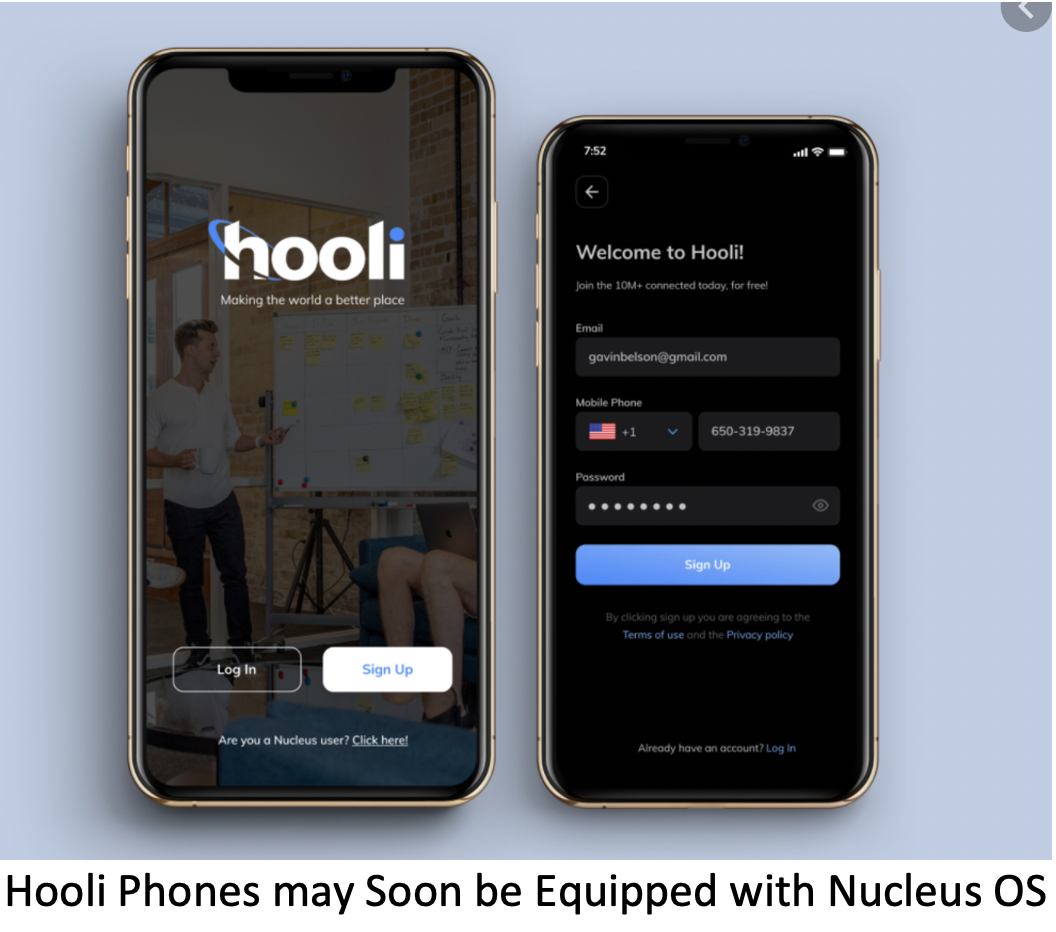 hooli
Making the world a better place
Log In
Sign Up
Are you a Nucleus user? Click here!
7:52
Welcome to Hooli!
Join the 10M+ connected today, for free!
Email
gavinbelson@gmail.com
Mobile Phone
+1
650-319-9837
Password
Sign Up
By clicking sign up you are agreeing to the
Terms of use and the Privacy policy
Already have an account? Log In
Hooli Phones may Soon be Equipped with Nucleus OS